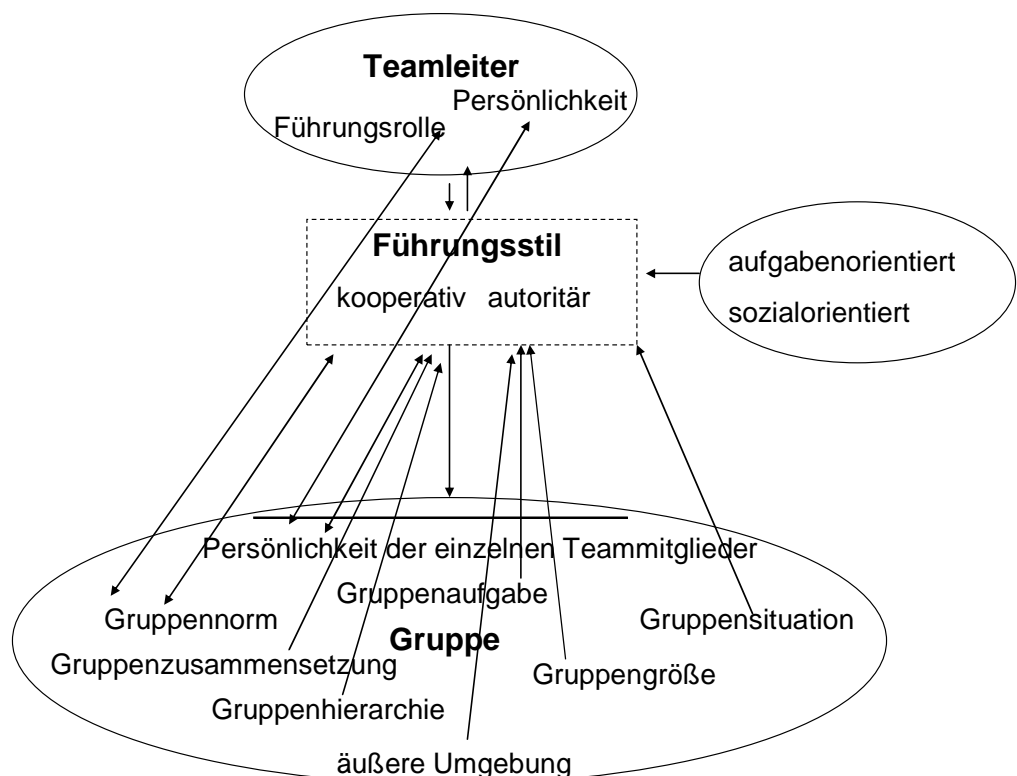 Teamleiter
Persönlichkeit
Führungsrolle
Führungsstil
kooperativ autoritär
aufgabenorientiert
sozialorientiert
Persönlichkeit der einzelnen Teammitglieder
Gruppenaufgabe
Gruppennorm
Gruppensituation
Gruppe
Gruppenzusammensetzung
Gruppengröße
Gruppenhierarchie
äußere Umgebung